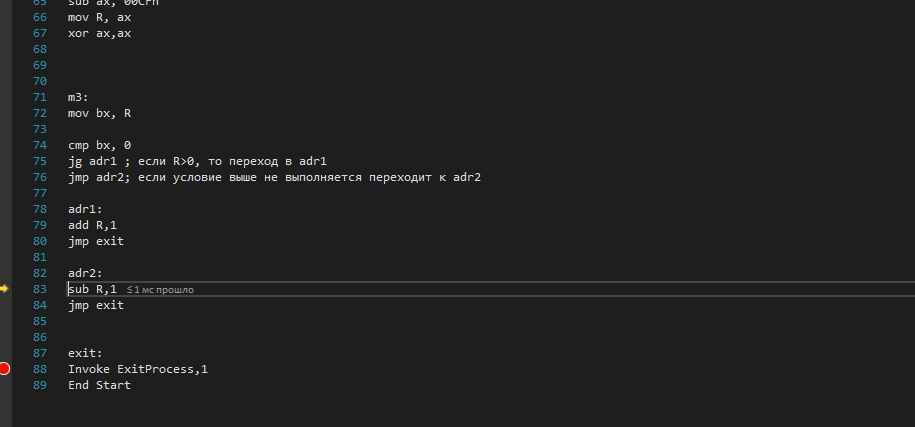 65 sub ax, 00CFh
66 mov R, ax
67 xor ax,ax
68
69
70
71 m3:
72 mov bx, R
73
74 cmp bx, 0
75 jg adr1 ; если R>0, то переход в adr1
76 jmp adr2; если условие выше не выполняется переходит к adr2
77
78 adr1:
79 add R,1
80 jmp exit
81
82 adr2:
83 sub R,1 ≤1 мс прошло
84 jmp exit
85
86
87 exit:
88 Invoke ExitProcess,1
89 End Start